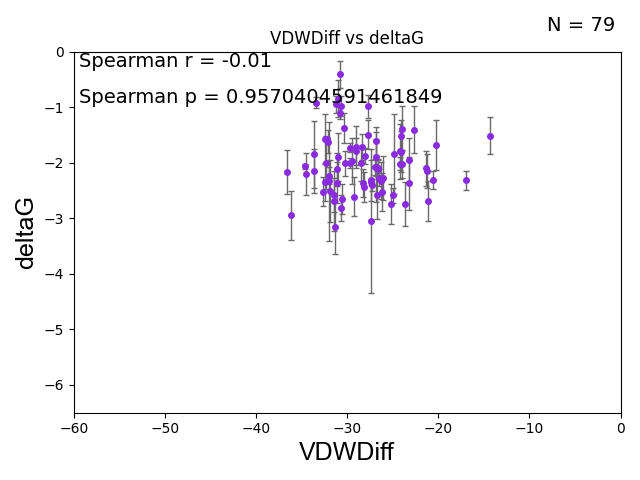 N = 79
VDWDiff vs deltaG
Spearman r = -0.01
Spearman p = 0.9570404591461849
0
−1
−2
−3
−4
−5
−6
deltaG
−60 −50 −40 −30 −20 −10 0
VDWDiff